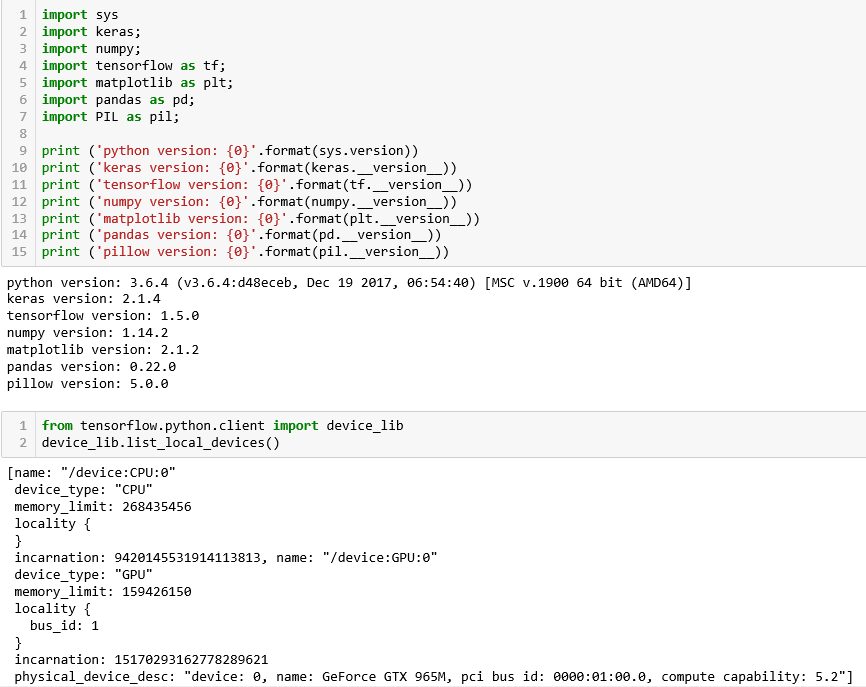 1 import sys
2 import keras;
3 import numpy;
4 import tensorflow as tf;
5 import matplotlib as plt;
6 import pandas as pd;
7 import PIL as pil;
8
9 print ('python version: {0}'.format(sys.version))
10 print ('keras version: {0}'.format(keras.__version__))
11 print ('tensorflow version: {0}'.format(tf.__version__))
12 print ('numpy version: {0}'.format(numpy.__version__))
13 print ('matplotlib version: {0}'.format(plt.__version__))
14 print ('pandas version: {0}'.format(pd.__version__))
15 print ('pillow version: {0}'.format(pil.__version__))
python version: 3.6.4 (v3.6.4:d48eceb, Dec 19 2017, 06:54:40) [MSC v.1900 64 bit (AMD64)]
keras version: 2.1.4
tensorflow version: 1.5.0
numpy version: 1.14.2
matplotlib version: 2.1.2
pandas version: 0.22.0
pillow version: 5.0.0
1 from tensorflow.python.client import device_lib
2 device_lib.list_local_devices()
[name: "/device:CPU:0"
device_type: "CPU"
memory_limit: 268435456
locality {
}
incarnation: 9420145531914113813, name: "/device:GPU:0"
device_type: "GPU"
memory_limit: 159426150
locality {
bus_id: 1
}
incarnation: 15170293162778289621
physical_device_desc: "device: 0, name: GeForce GTX 965M, pci bus id: 0000:01:00.0, compute capability: 5.2"]